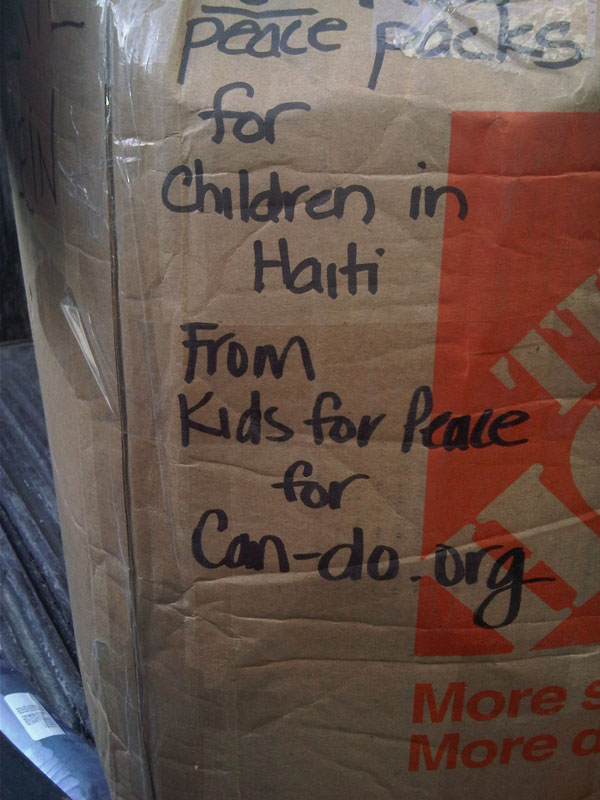 peace packs
for
Children in
Haiti
From
Kids for Peace
for
Can-do.org
More
More